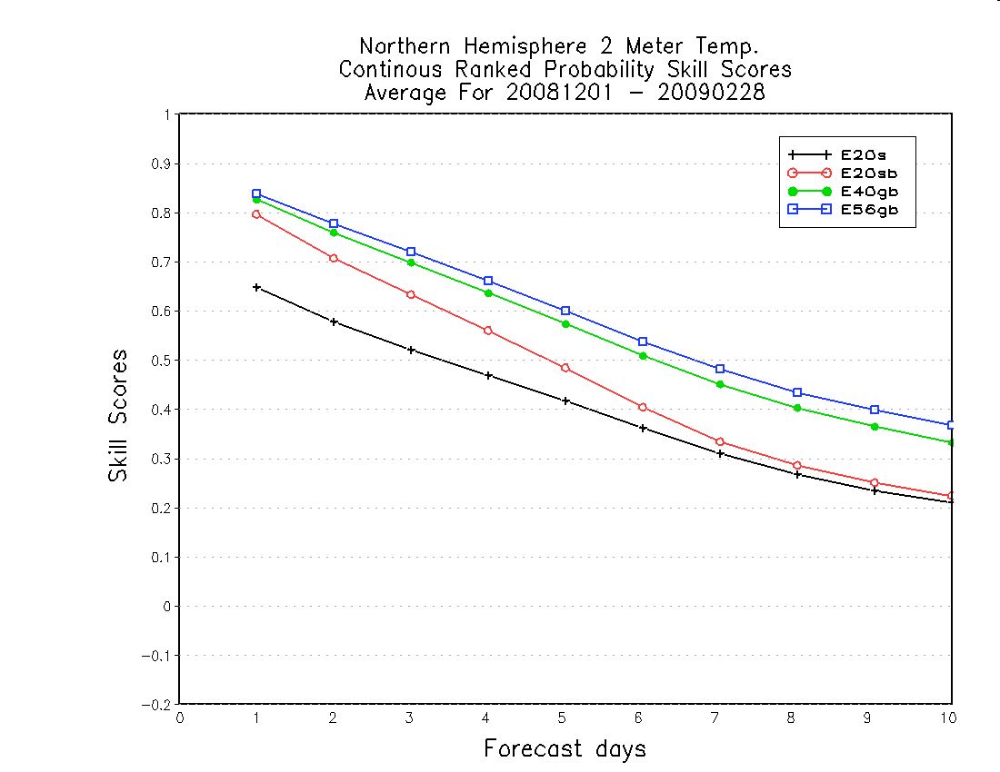 Northern Hemisphere 2 Meter Temp.
Continous Ranked Probability Skill Scores
Average For 20081201 - 20090228
E20s
E20sb
E40gb
E56gb
Skill Scores
1
0.9
0.8
0.7
0.6
0.5
0.4
0.3
0.2
0.1
0
-0.1
-0.2
0 1 2 3 4 5 6 7 8 9 10
Forecast days